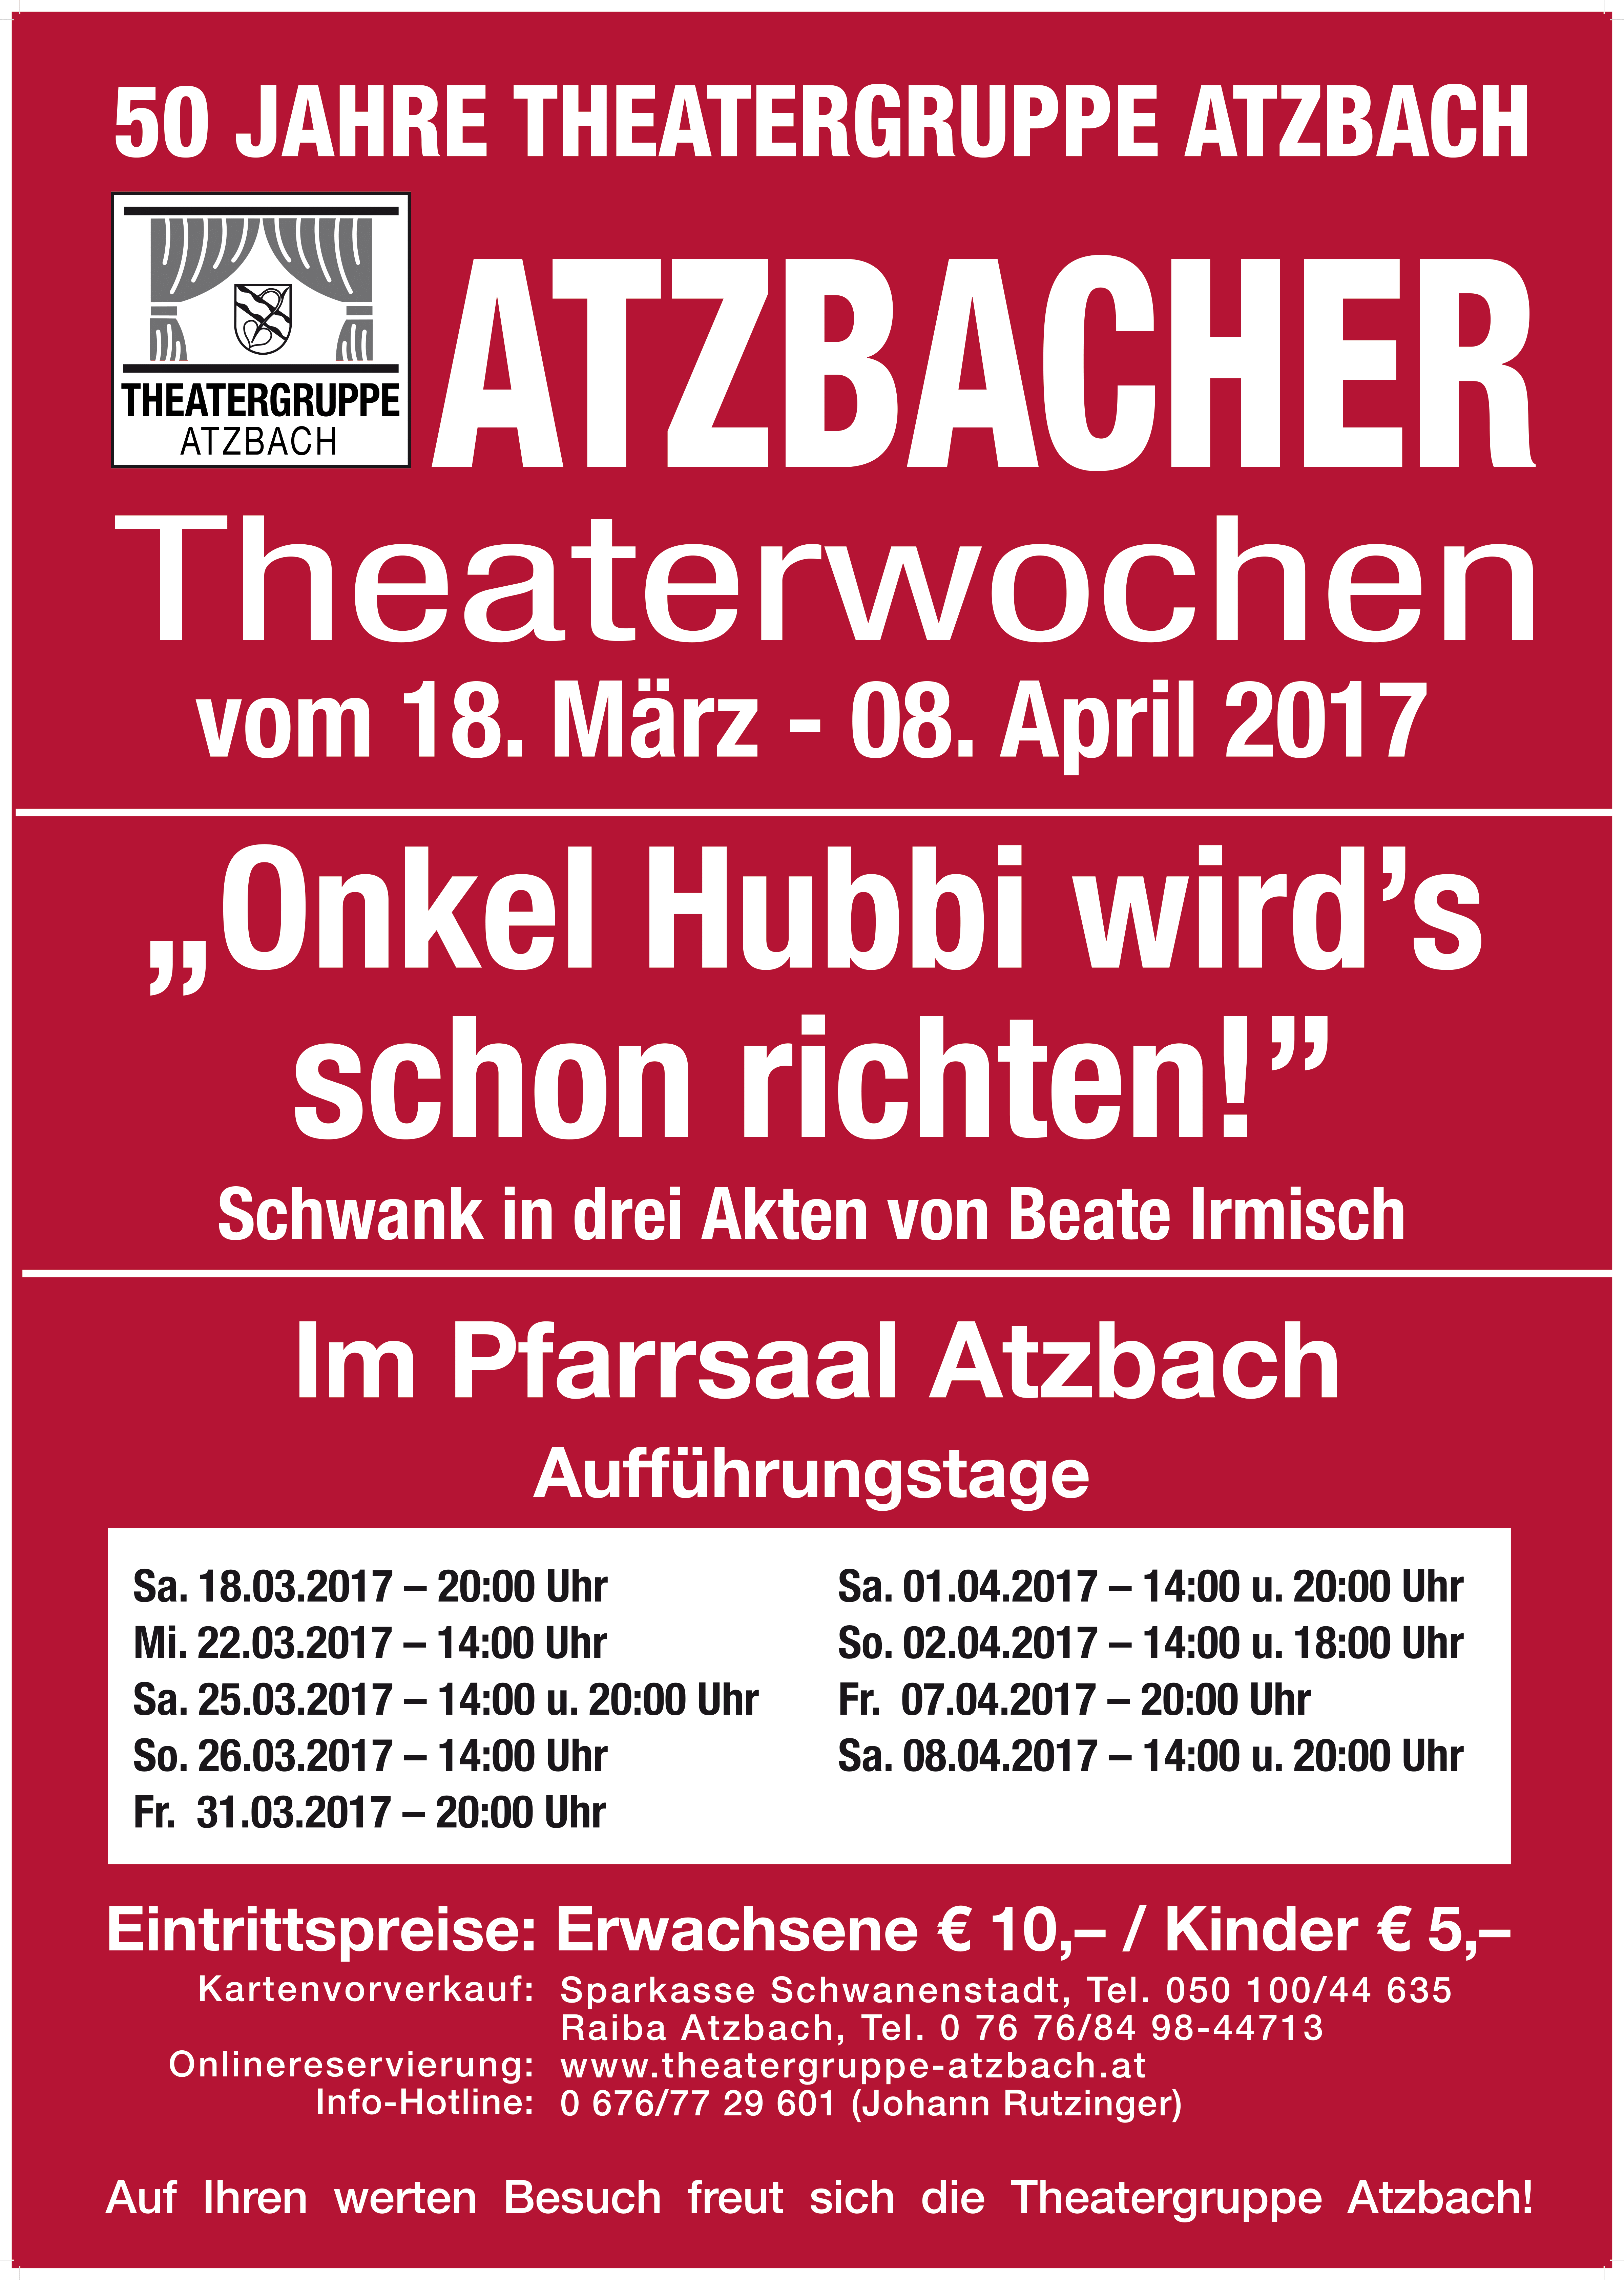 50 JAHRE THEATERGRUPPE ATZBACH
THEATERGRUPPE
ATZBACH
ATZBACHER
Theaterwochen
vom 18. März - 08. April 2017
„Onkel Hubbi wird’s
schon richten!”
Schwank in drei Akten von Beate Irmisch
Im Pfarrsaal Atzbach
Aufführungstage
Sa. 18.03.2017 – 20:00 Uhr
Mi. 22.03.2017 – 14:00 Uhr
Sa. 25.03.2017 – 14:00 u. 20:00 Uhr
So. 26.03.2017 – 14:00 Uhr
Fr. 31.03.2017 – 20:00 Uhr
Sa. 01.04.2017 – 14:00 u. 20:00 Uhr
So. 02.04.2017 – 14:00 u. 18:00 Uhr
Fr. 07.04.2017 – 20:00 Uhr
Sa. 08.04.2017 – 14:00 u. 20:00 Uhr
Eintrittspreise: Erwachsene € 10,– / Kinder € 5,–
Kartenvorverkauf: Sparkasse Schwanenstadt, Tel. 050 100/44 635
Raiba Atzbach, Tel. 0 76 76/84 98-44713
Onlinereservierung: www.theatergruppe-atzbach.at
Info-Hotline: 0 676/77 29 601 (Johann Rutzinger)
Auf Ihren werten Besuch freut sich die Theatergruppe Atzbach!